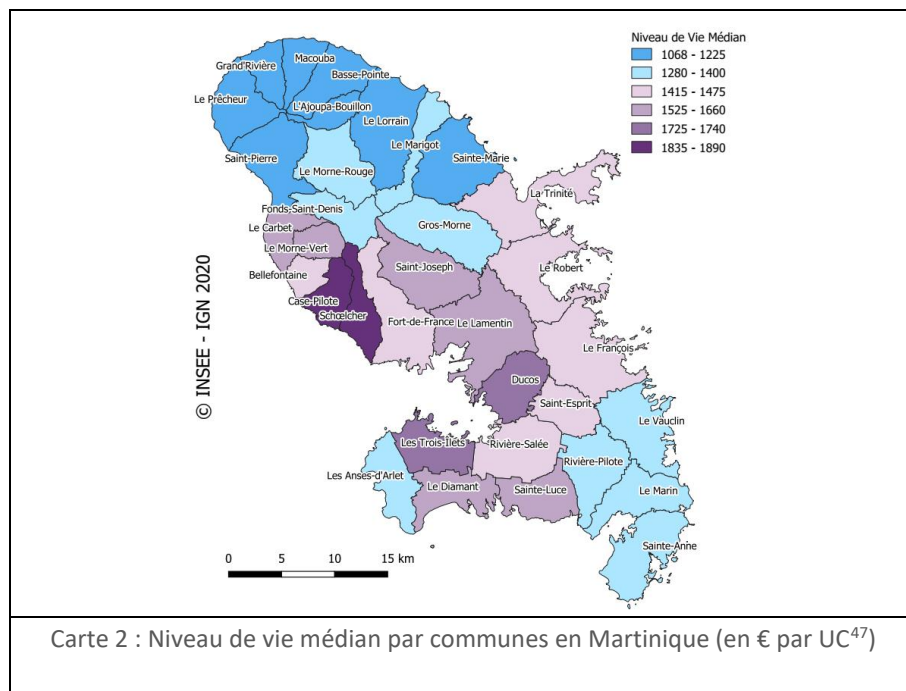 Niveau de Vie Médian
1068 - 1225
1280 - 1400
1415 - 1475
1525 - 1660
1725 - 1740
1835 - 1890
Macouba
Grand'Rivière
Basse-Pointe
Le Prêcheur
L'Ajoupa-Bouillon
Le Lorrain
Le Marigot
Saint-Pierre
Sainte-Marie
Le Morne-Rouge
La Trinité
Fonds-Saint-Denis
Le Carbet
Gros-Morne
Le Morne-Vert
Saint-Joseph
Le Robert
Bellefontaine
Case-Pilote
Schœlcher
Fort-de-France
Le Lamentin
Le François
Ducos
Saint-Esprit
Le Vauclin
Les Trois-Îlets
Rivière-Salée
Rivière-Pilote
Les Anses-d'Arlet
Le Diamant
Sainte-Luce
Le Marin
Sainte-Anne
© INSEE - IGN 2020
0 5 10 15 km
Carte 2 : Niveau de vie médian par communes en Martinique (en € par UC47)